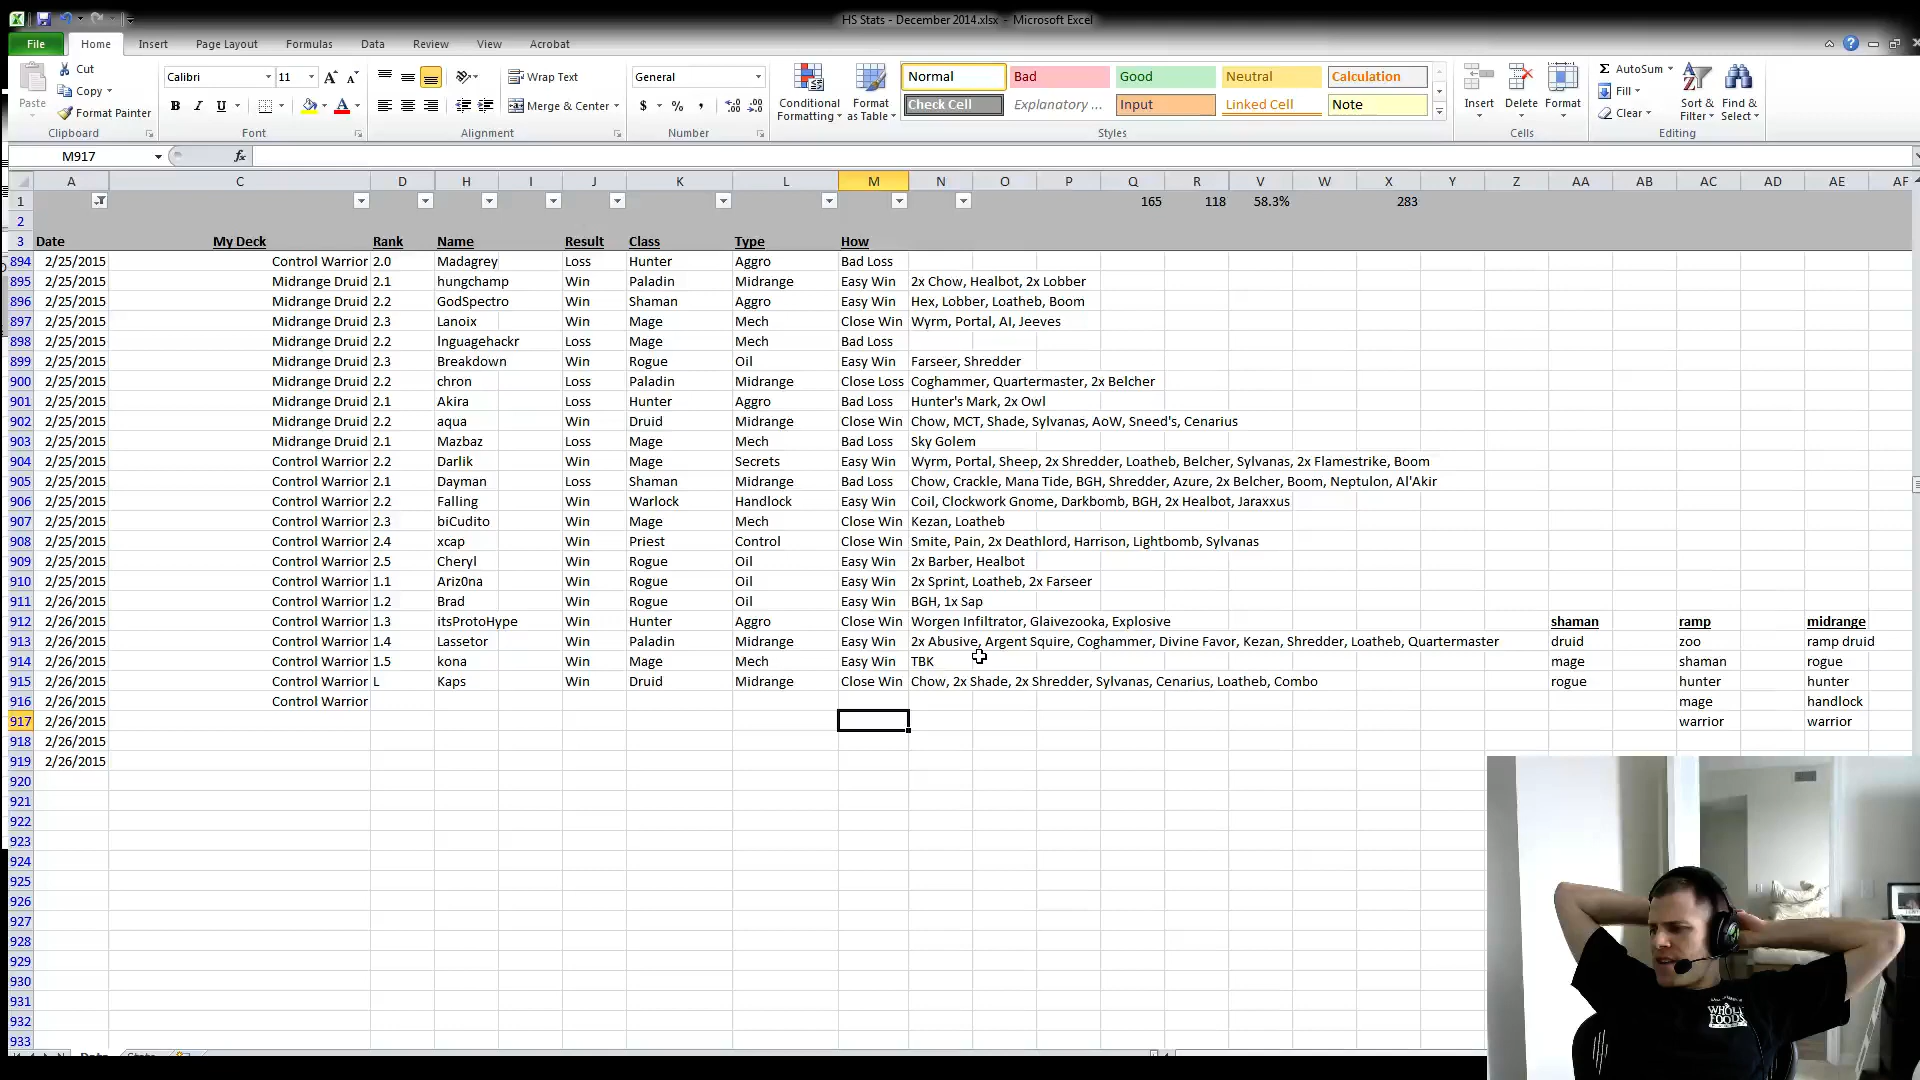 HS Stats - December 2014.xlsx - Microsoft Excel
File Home Insert Page Layout Formulas Data Review View Acrobat
Cut
Copy
Format Painter
Paste
Calibri 11
Wrap Text
Merge & Center
General
Conditional Formatting
Format as Table
Normal Bad Good Neutral Calculation
Check Cell Explanatory ... Input Linked Cell Note
Insert Delete Format
AutoSum
Fill
Clear
Sort & Filter
Find & Select
Clipboard Font Alignment Number Styles Cells Editing
M917 fx
A C D H I J K L M N O P Q R V W X Y Z AA AB AC AD AE AF
1 165 118 58.3% 283
2
3 Date My Deck Rank Name Result Class Type How
894 2/25/2015 Control Warrior 2.0 Madagrey Loss Hunter Aggro Bad Loss
895 2/25/2015 Midrange Druid 2.1 hungchamp Win Paladin Midrange Easy Win 2x Chow, Healbot, 2x Lobber
896 2/25/2015 Midrange Druid 2.2 GodSpectro Win Shaman Aggro Easy Win Hex, Lobber, Loatheb, Boom
897 2/25/2015 Midrange Druid 2.3 Lanoix Win Mage Mech Close Win Wyrm, Portal, AI, Jeeves
898 2/25/2015 Midrange Druid 2.2 lnguagehackr Loss Mage Mech Bad Loss
899 2/25/2015 Midrange Druid 2.3 Breakdown Win Rogue Oil Easy Win Farseer, Shredder
900 2/25/2015 Midrange Druid 2.2 chron Loss Paladin Midrange Close Loss Coghammer, Quartermaster, 2x Belcher
901 2/25/2015 Midrange Druid 2.1 Akira Loss Hunter Aggro Bad Loss Hunter's Mark, 2x Owl
902 2/25/2015 Midrange Druid 2.2 aqua Win Druid Midrange Close Win Chow, MCT, Shade, Sylvanas, AoW, Sneed's, Cenarius
903 2/25/2015 Midrange Druid 2.1 Mazbaz Loss Mage Mech Bad Loss Sky Golem
904 2/25/2015 Control Warrior 2.2 Darlik Win Mage Secrets Easy Win Wyrm, Portal, Sheep, 2x Shredder, Loatheb, Belcher, Sylvanas, 2x Flamestrike, Boom
905 2/25/2015 Control Warrior 2.1 Dayman Loss Shaman Midrange Bad Loss Chow, Crackle, Mana Tide, BGH, Shredder, Azure, 2x Belcher, Boom, Neptulon, Al'Akir
906 2/25/2015 Control Warrior 2.2 Falling Win Warlock Handlock Easy Win Coil, Clockwork Gnome, Darkbomb, BGH, 2x Healbot, Jaraxxus
907 2/25/2015 Control Warrior 2.3 biCudito Win Mage Mech Close Win Kezan, Loatheb
908 2/25/2015 Control Warrior 2.4 xcap Win Priest Control Close Win Smite, Pain, 2x Deathlord, Harrison, Lightbomb, Sylvanas
909 2/25/2015 Control Warrior 2.5 Cheryl Win Rogue Oil Easy Win 2x Barber, Healbot
910 2/25/2015 Control Warrior 1.1 Ariz0na Win Rogue Oil Easy Win 2x Sprint, Loatheb, 2x Farseer
911 2/26/2015 Control Warrior 1.2 Brad Win Rogue Oil Easy Win BGH, 1x Sap
912 2/26/2015 Control Warrior 1.3 itsProtoHype Win Hunter Aggro Close Win Worgen Infiltrator, Glaivezooka, Explosive shaman ramp midrange
913 2/26/2015 Control Warrior 1.4 Lassetor Win Paladin Midrange Easy Win 2x Abusive, Argent Squire, Coghammer, Divine Favor, Kezan, Shredder, Loatheb, Quartermaster druid zoo ramp druid
914 2/26/2015 Control Warrior 1.5 kona Win Mage Mech Easy Win TBK mage shaman rogue
915 2/26/2015 Control Warrior L Kaps Win Druid Midrange Close Win Chow, 2x Shade, 2x Shredder, Sylvanas, Cenarius, Loatheb, Combo rogue hunter hunter
916 2/26/2015 Control Warrior mage handlock
917 2/26/2015 warrior warrior
918 2/26/2015
919 2/26/2015
920
921
922
923
924
925
926
927
928
929
930
931
932
933
WHOLE FOODS